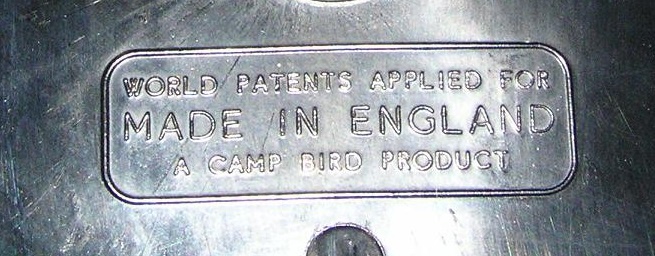 WORLD PATENTS APPLIED FOR
MADE IN ENGLAND
A CAMP BIRD PRODUCT